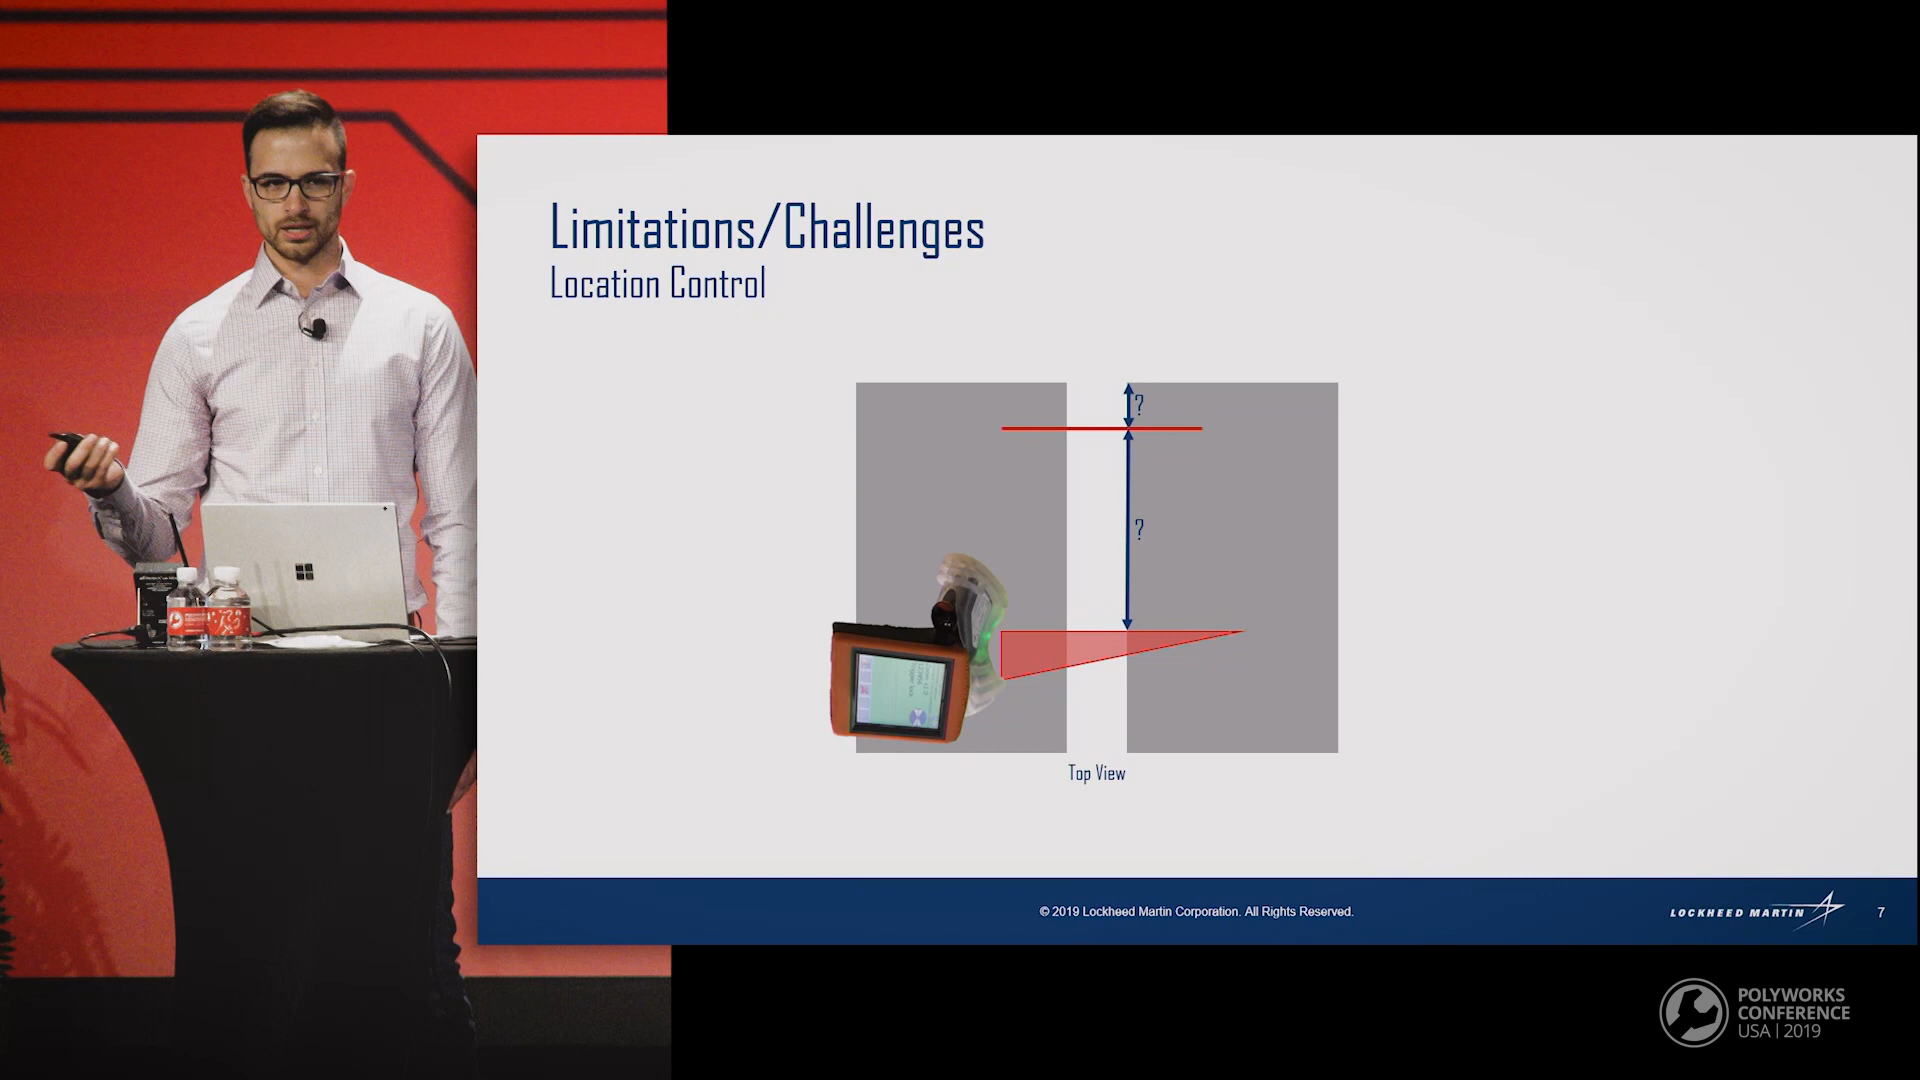 Limitations/Challenges
Location Control
?
?
Top View
© 2019 Lockheed Martin Corporation. All Rights Reserved.
LOCKHEED MARTIN
7
POLYWORKS
CONFERENCE
USA | 2019